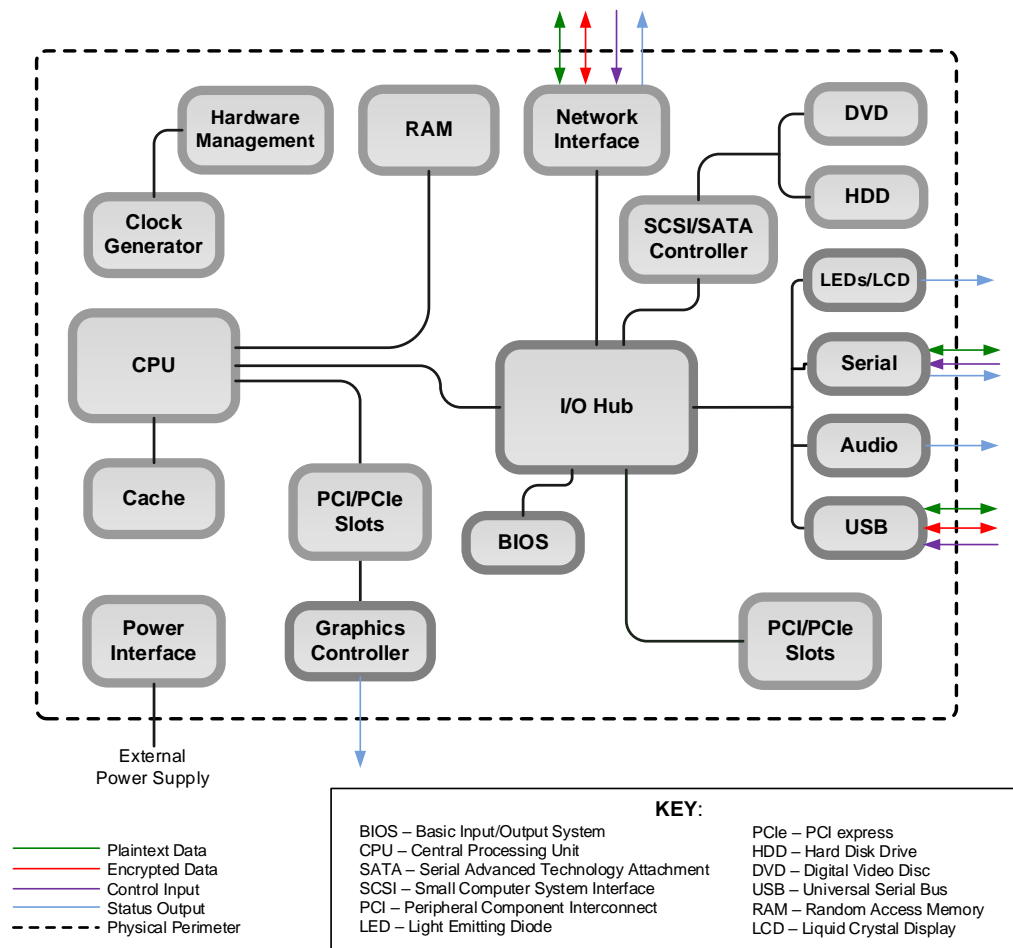 Hardware
Management
RAM
Network
Interface
DVD
HDD
Clock
Generator
SCSI/SATA
Controller
LEDs/LCD
CPU
Serial
I/O Hub
Audio
Cache
PCI/PCIe
Slots
BIOS
USB
Power
Interface
Graphics
Controller
PCI/PCIe
Slots
External
Power Supply
Plaintext Data
Encrypted Data
Control Input
Status Output
Physical Perimeter
KEY:
BIOS – Basic Input/Output System
CPU – Central Processing Unit
SATA – Serial Advanced Technology Attachment
SCSI – Small Computer System Interface
PCI – Peripheral Component Interconnect
LED – Light Emitting Diode
PCIe – PCI express
HDD – Hard Disk Drive
DVD – Digital Video Disc
USB – Universal Serial Bus
RAM – Random Access Memory
LCD – Liquid Crystal Display